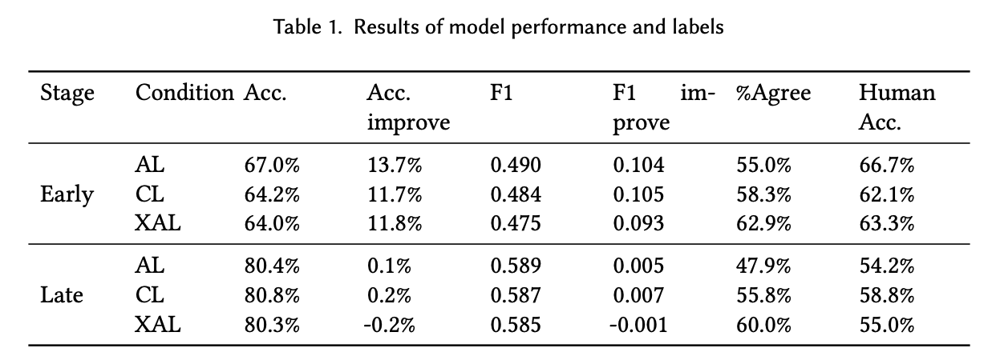 Table 1. Results of model performance and labels
Stage Condition Acc. Acc. improve F1 F1 im-prove %Agree Human Acc.
Early AL 67.0% 13.7% 0.490 0.104 55.0% 66.7%
CL 64.2% 11.7% 0.484 0.105 58.3% 62.1%
XAL 64.0% 11.8% 0.475 0.093 62.9% 63.3%
Late AL 80.4% 0.1% 0.589 0.005 47.9% 54.2%
CL 80.8% 0.2% 0.587 0.007 55.8% 58.8%
XAL 80.3% -0.2% 0.585 -0.001 60.0% 55.0%